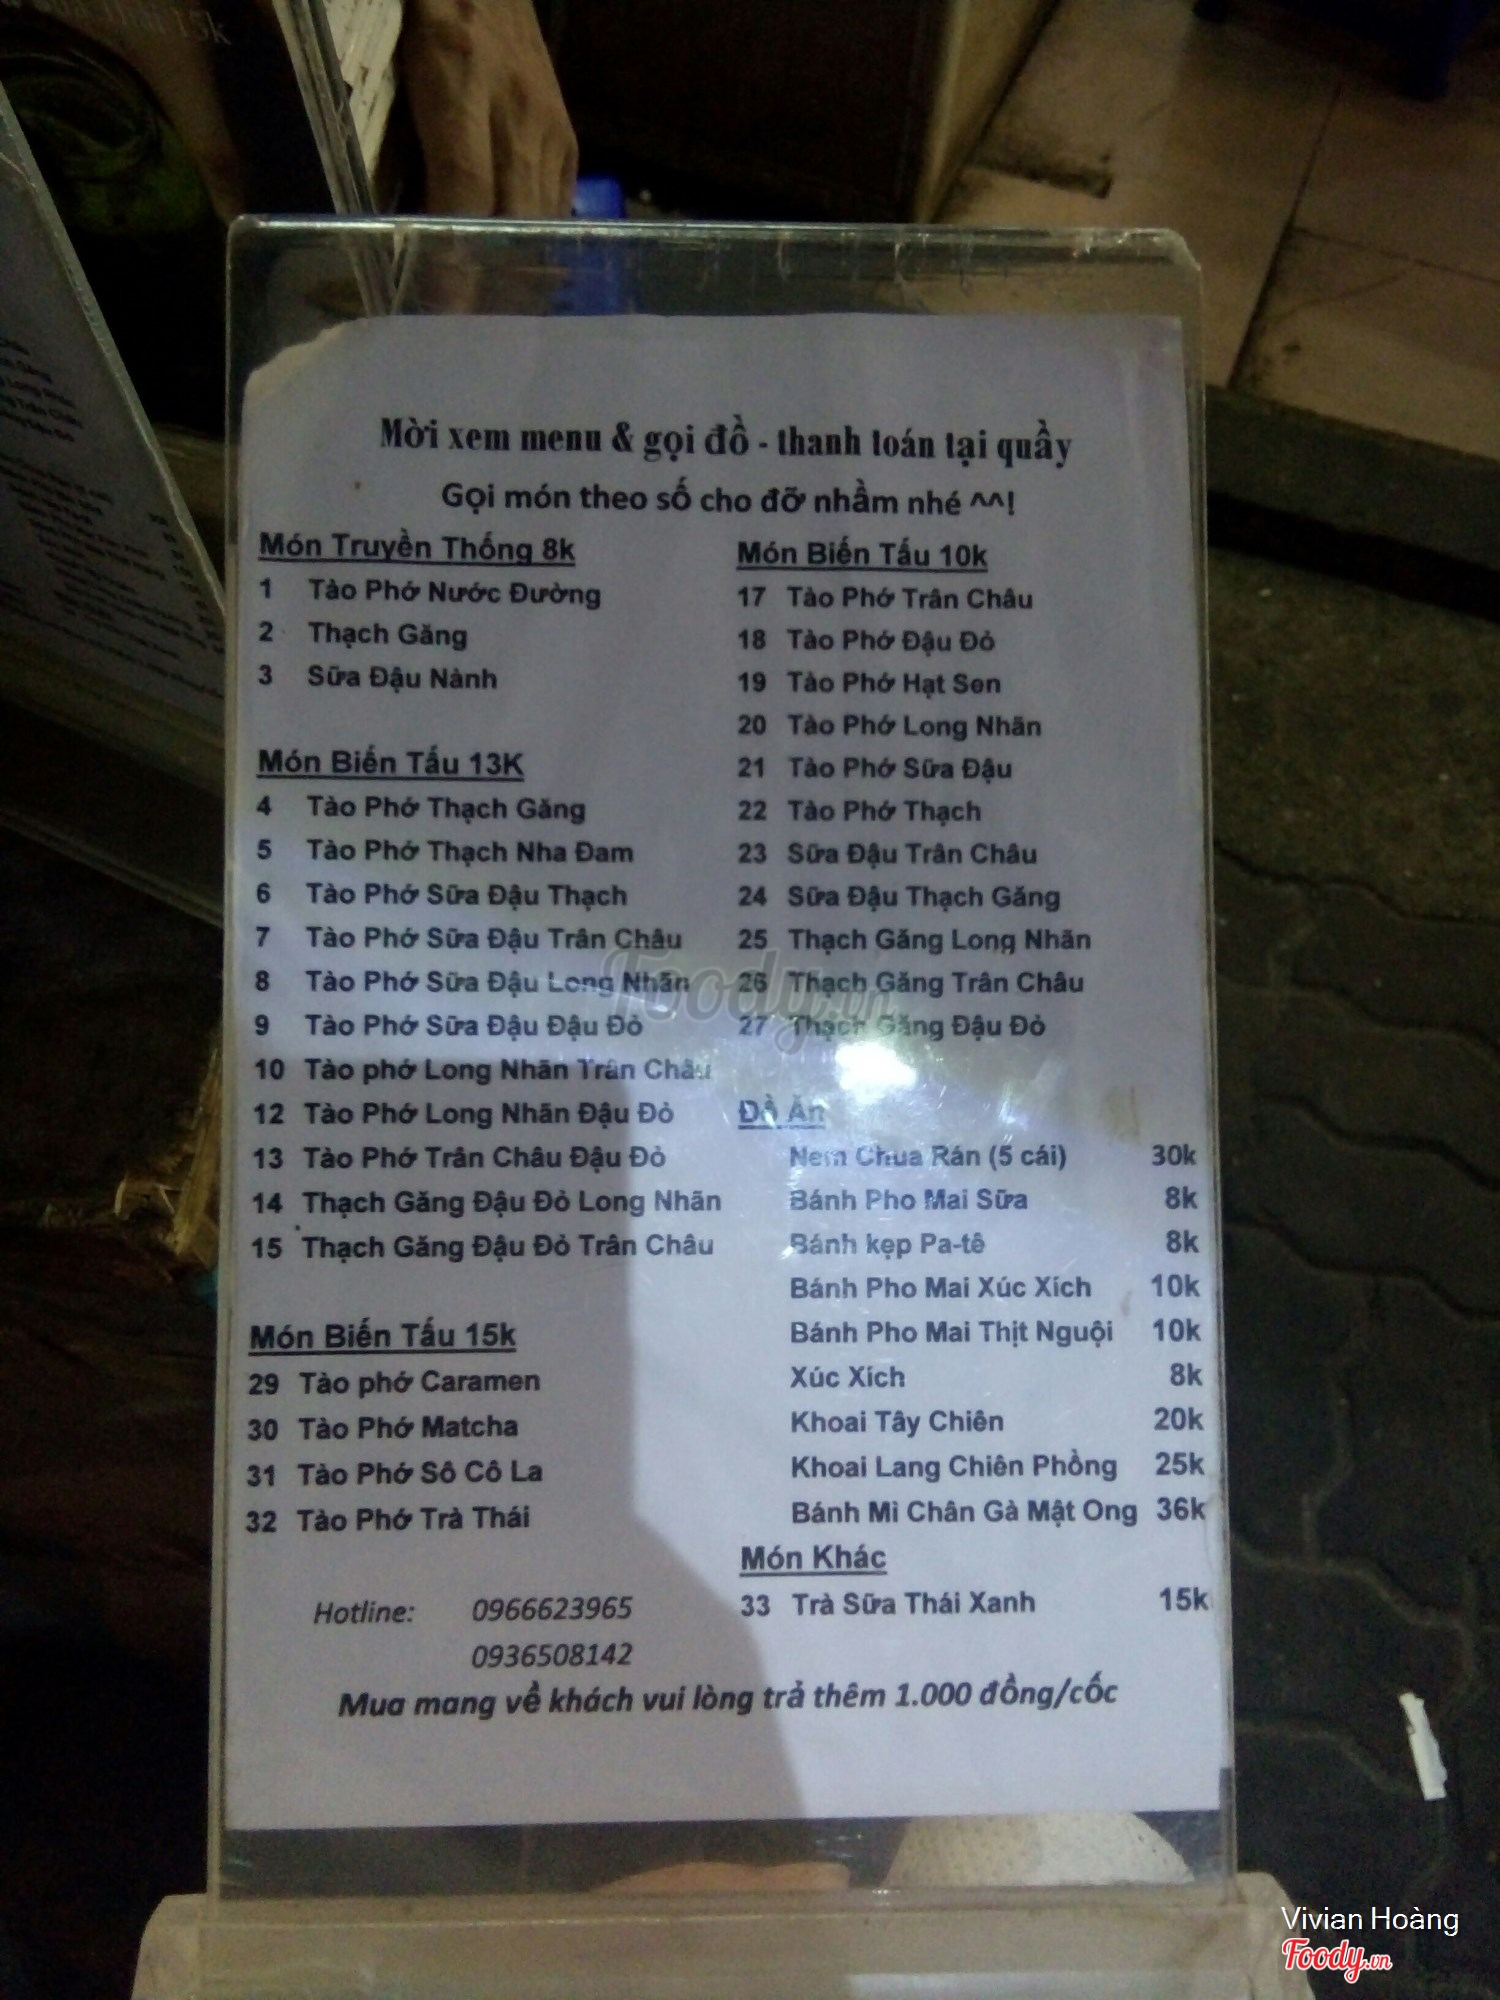 Mời xem menu & gọi đồ - thanh toán tại quầy
Gọi món theo số cho đỡ nhầm nhé ^^!
Món Truyền Thống 8k
1 Tào Phớ Nước Đường
2 Thạch Găng
3 Sữa Đậu Nành
Món Biến Tấu 13K
4 Tào Phớ Thạch Găng
5 Tào Phớ Thạch Nha Đam
6 Tào Phớ Sữa Đậu Thạch
7 Tào Phớ Sữa Đậu Trân Châu
8 Tào Phớ Sữa Đậu Long Nhãn
9 Tào Phớ Sữa Đậu Đậu Đỏ
10 Tào phớ Long Nhãn Trân Châu
12 Tào Phớ Long Nhãn Đậu Đỏ
13 Tào Phớ Trân Châu Đậu Đỏ
14 Thạch Găng Đậu Đỏ Long Nhãn
15 Thạch Găng Đậu Đỏ Trân Châu
Món Biến Tấu 15k
29 Tào phớ Caramen
30 Tào Phớ Matcha
31 Tào Phớ Sô Cô La
32 Tào Phớ Trà Thái
Món Biến Tấu 10k
17 Tào Phớ Trân Châu
18 Tào Phớ Đậu Đỏ
19 Tào Phớ Hạt Sen
20 Tào Phớ Long Nhãn
21 Tào Phớ Sữa Đậu
22 Tào Phớ Thạch
23 Sữa Đậu Trân Châu
24 Sữa Đậu Thạch Găng
25 Thạch Găng Long Nhãn
26 Thạch Găng Trân Châu
27 Thạch Găng Đậu Đỏ
Đồ Ăn
Nem Chua Rán (5 cái) 30k
Bánh Pho Mai Sữa 8k
Bánh kẹp Pa-tê 8k
Bánh Pho Mai Xúc Xích 10k
Bánh Pho Mai Thịt Nguội 10k
Xúc Xích 8k
Khoai Tây Chiên 20k
Khoai Lang Chiên Phồng 25k
Bánh Mì Chân Gà Mật Ong 36k
Món Khác
33 Trà Sữa Thái Xanh 15k
Hotline: 0966623965
0936508142
Mua mang về khách vui lòng trả thêm 1.000 đồng/cốc
Foody.vn
Vivian Hoàng
Foody.vn